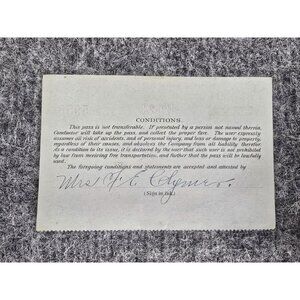 CONDITIONS.
This pass is not transferable. If presented by a person not named therein,
Conductor will take up the pass and collect the proper fare. The user expressly
assumes all risks of accidents, and of personal injury, and loss or damage to property,
regardless of their causes, and absolves the Company from all liability therefor.
As a condition to its issue, it is declared by the user that such user is not prohibited
by law from receiving free transportation, and further that the pass will be lawfully
used.
The foregoing conditions and statements are accepted and attested by
Mrs. F. E. Clymer.
(Sign in ink.)